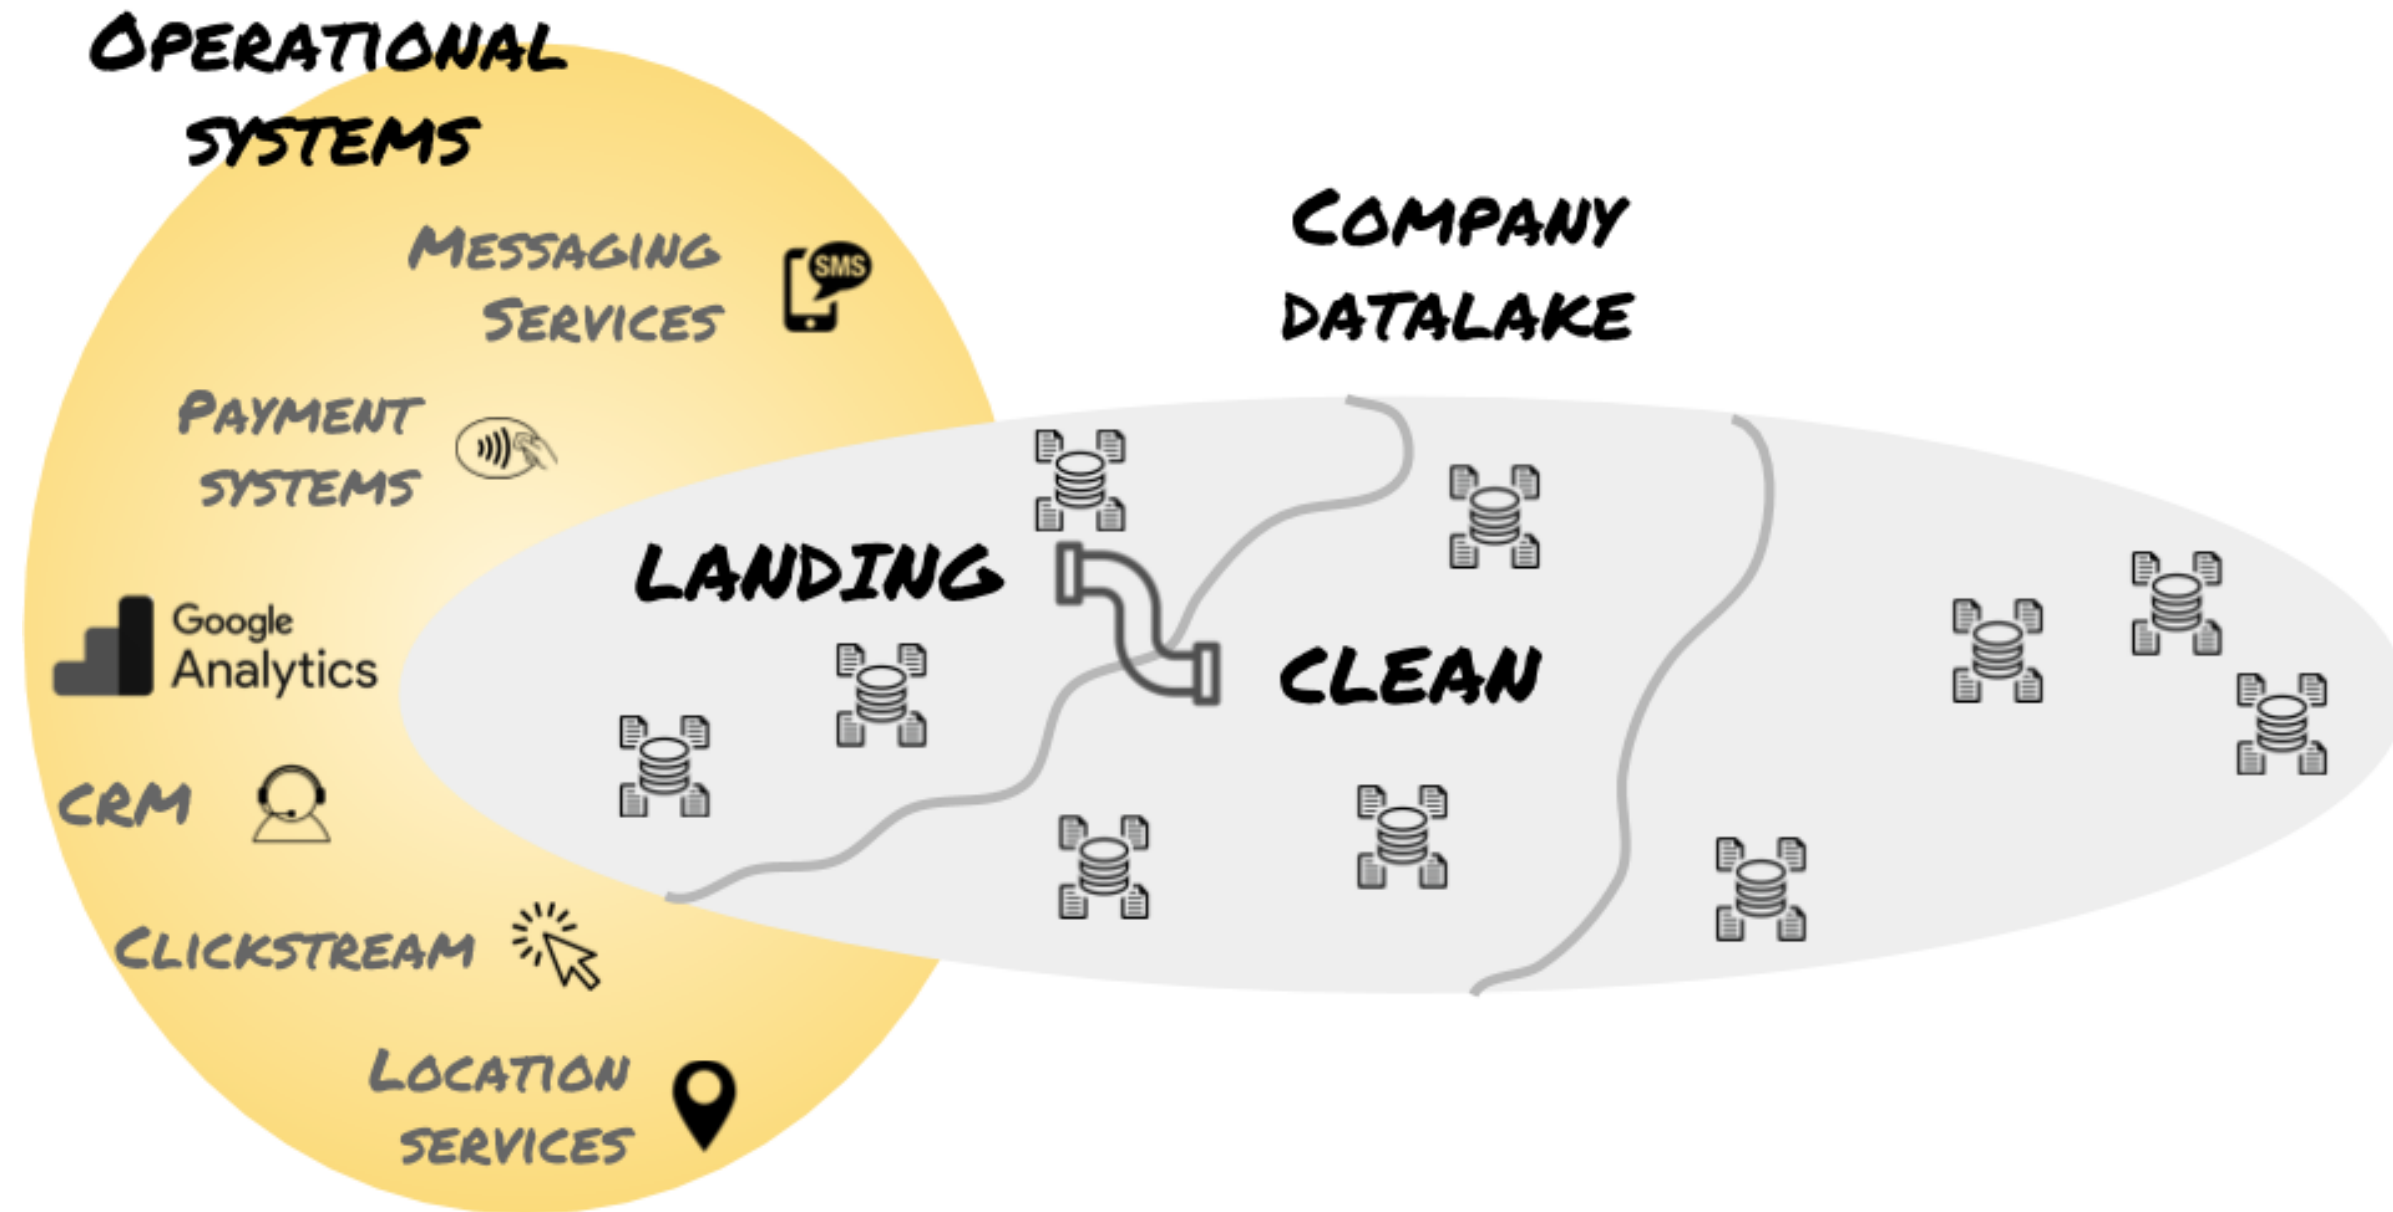 OPERATIONAL
SYSTEMS
MESSAGING
SERVICES
SMS
PAYMENT
SYSTEMS
Google
Analytics
CRM
CLICKSTREAM
LOCATION
SERVICES
COMPANY
DATALAKE
LANDING
CLEAN